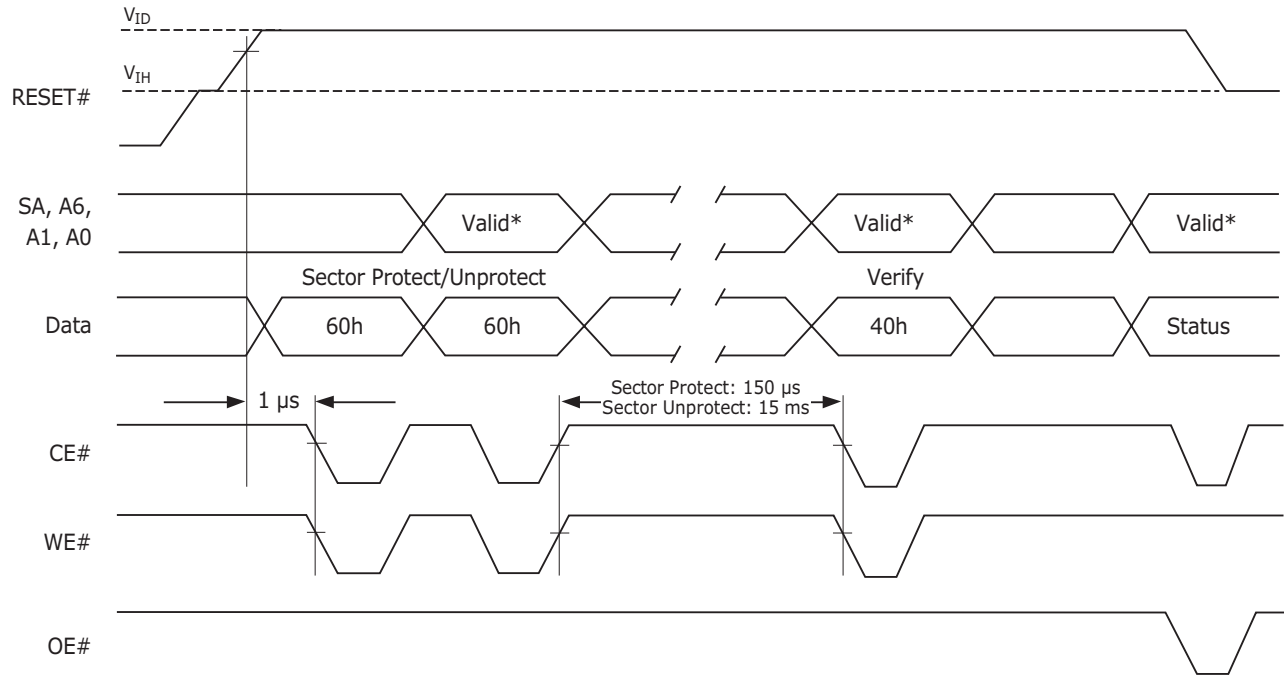 VID
VIH
RESET#
SA, A6,
A1, A0
Valid* Valid* Valid*
Sector Protect/Unprotect Verify
Data 60h 60h 40h Status
1 µs
Sector Protect: 150 µs
Sector Unprotect: 15 ms
CE#
WE#
OE#